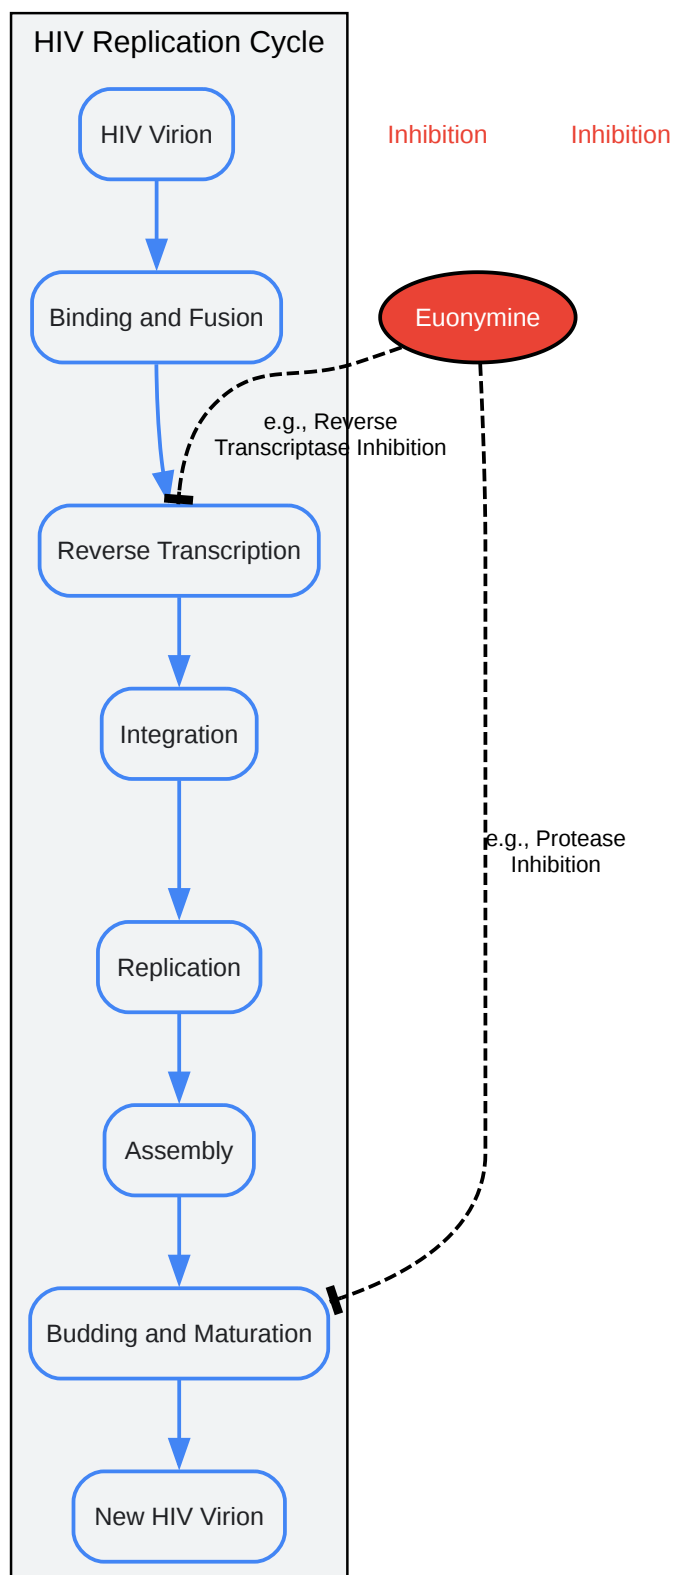 HIV Replication Cycle
HIV Virion
Inhibition
Inhibition
Binding and Fusion
Euonymine
e.g., Reverse
Transcriptase Inhibition
Reverse Transcription
Integration
e.g., Protease
Inhibition
Replication
Assembly
Budding and Maturation
New HIV Virion